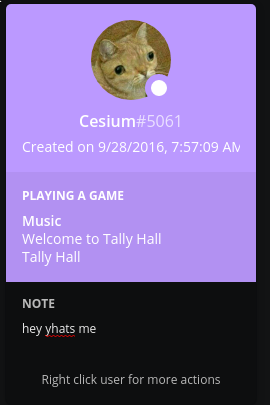 Cesium#5061
Created on 9/28/2016, 7:57:09 AM
PLAYING A GAME
Music
Welcome to Tally Hall
Tally Hall
NOTE
hey yhats me
Right click user for more actions